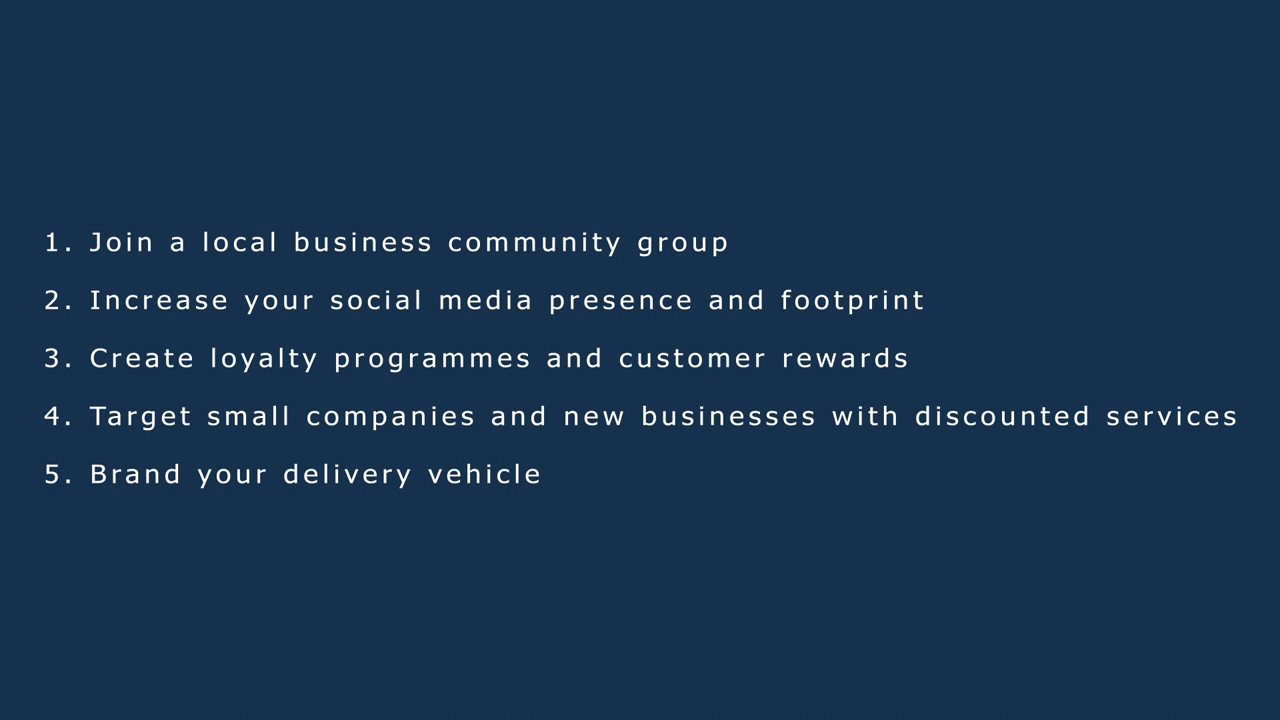 1. Join a local business community group
2. Increase your social media presence and footprint
3. Create loyalty programmes and customer rewards
4. Target small companies and new businesses with discounted services
5. Brand your delivery vehicle